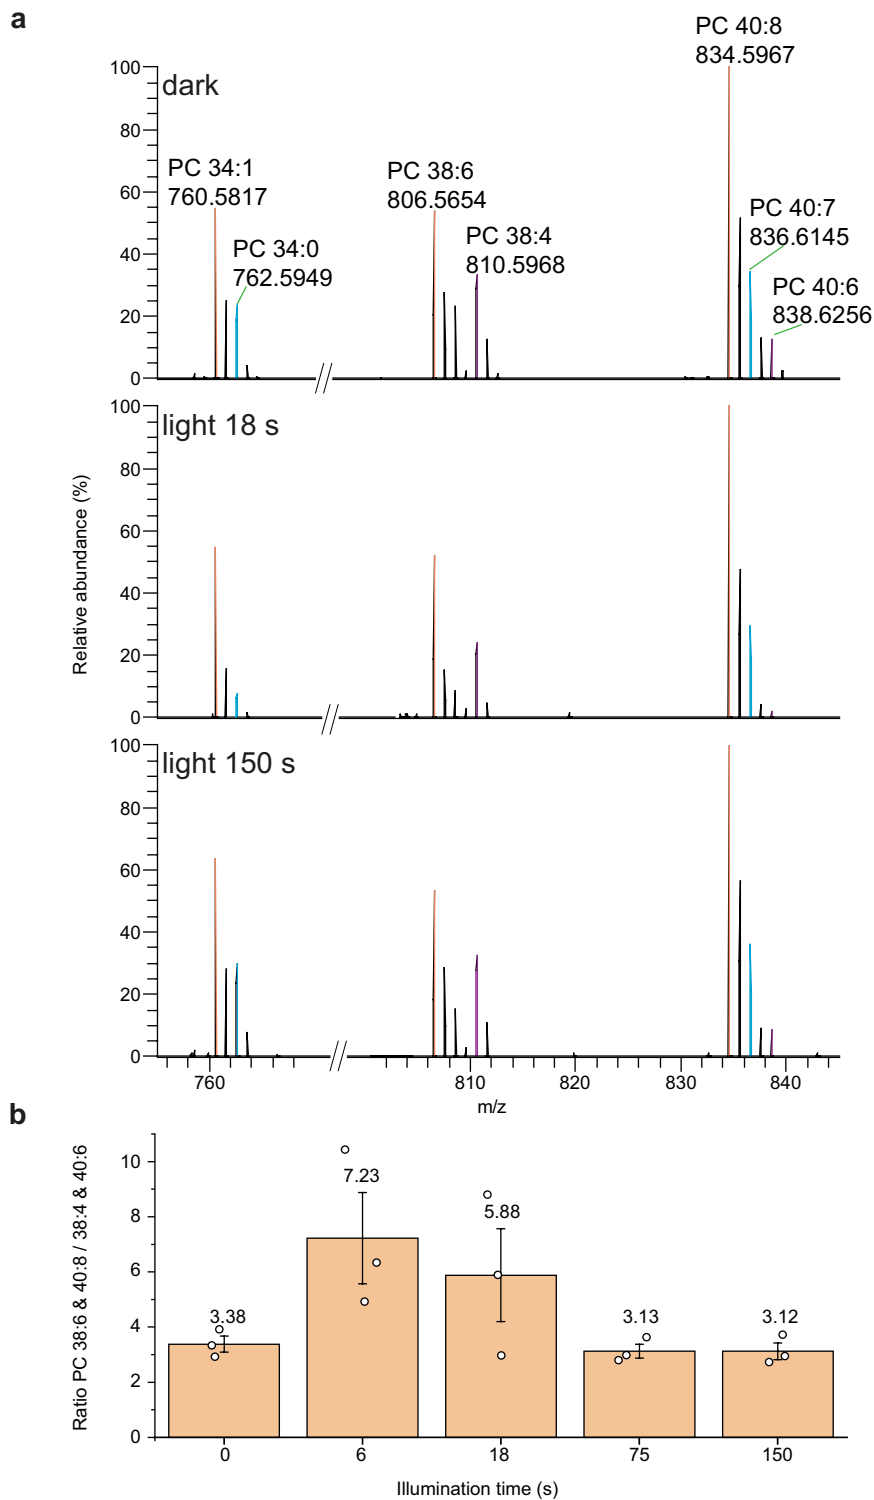 a
dark
PC 34:1
760.5817
PC 34:0
762.5949
PC 38:6
806.5654
PC 38:4
810.5968
PC 40:8
834.5967
PC 40:7
836.6145
PC 40:6
838.6256
100
80
60
40
20
0
light 18 s
100
80
60
40
20
0
Relative abundance (%)
light 150 s
100
80
60
40
20
0
760
810
820
830
840
m/z
b
Ratio PC 38:6 & 40:8 / 38:4 & 40:6
10
8
6
4
2
0
3.38
7.23
5.88
3.13
3.12
0
6
18
75
150
Illumination time (s)